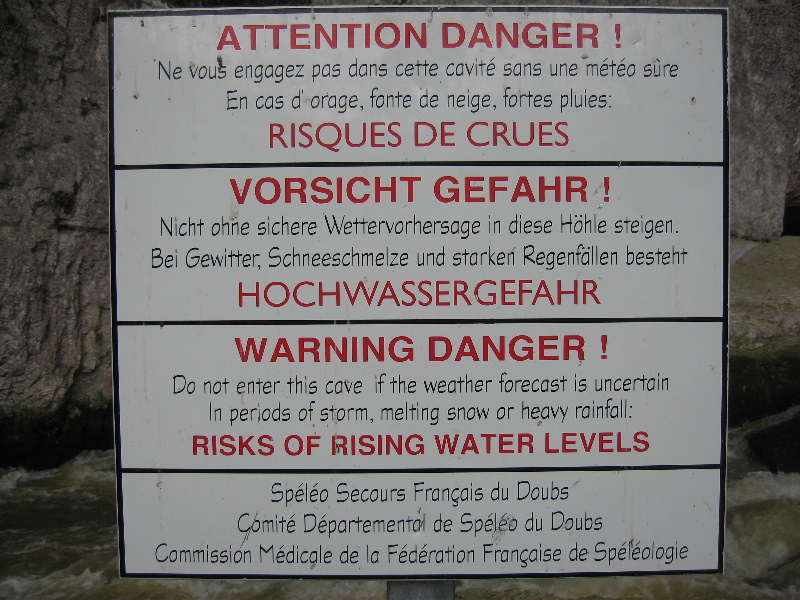 ATTENTION DANGER !
Ne vous engagez pas dans cette cavité sans une météo sûre
En cas d' orage, fonte de neige, fortes pluies:
RISQUES DE CRUES
VORSICHT GEFAHR !
Nicht ohne sichere Wettervorhersage in diese Höhle steigen.
Bei Gewitter, Schneeschmelze und starken Regenfällen besteht
HOCHWASSERGEFAHR
WARNING DANGER !
Do not enter this cave if the weather forecast is uncertain
In periods of storm, melting snow or heavy rainfall:
RISKS OF RISING WATER LEVELS
Spéléo Secours Français du Doubs
Comité Départemental de Spéléo du Doubs
Commission Médicale de la Fédération Française de Spéléologie